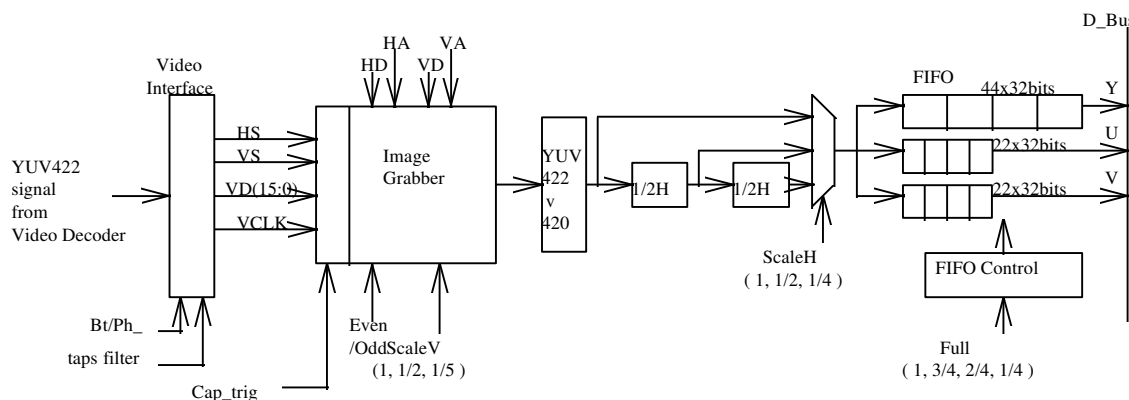 D_Bus
HA
VA
Video
Interface
HD
VD
FIFO
44x32bits
Y
HS
VS
VD(15:0)
VCLK
Image
Grabber
YUV
422
v
420
1/2H
1/2H
U
22x32bits
V
22x32bits
YUV422
signal
from
Video Decoder
ScaleH
( 1, 1/2, 1/4 )
FIFO Control
Bt/Ph_
taps filter
Cap_trig
Even
/OddScaleV
(1, 1/2, 1/5 )
Full
( 1, 3/4, 2/4, 1/4 )